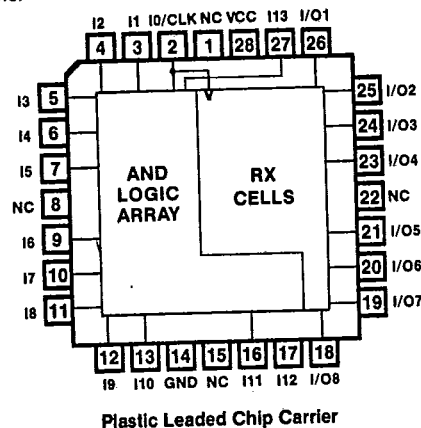 I2 I1 I0/CLK NC VCC I13 I/O1
4 3 2 1 28 27 26
I3 5
I4 6
I5 7
NC 8
I6 9
I7 10
I8 11
AND
LOGIC
ARRAY
RX
CELLS
25 I/O2
24 I/O3
23 I/O4
22 NC
21 I/O5
20 I/O6
19 I/O7
12 13 14 15 16 17 18
I9 I10 GND NC I11 I12 I/O8
Plastic Leaded Chip Carrier